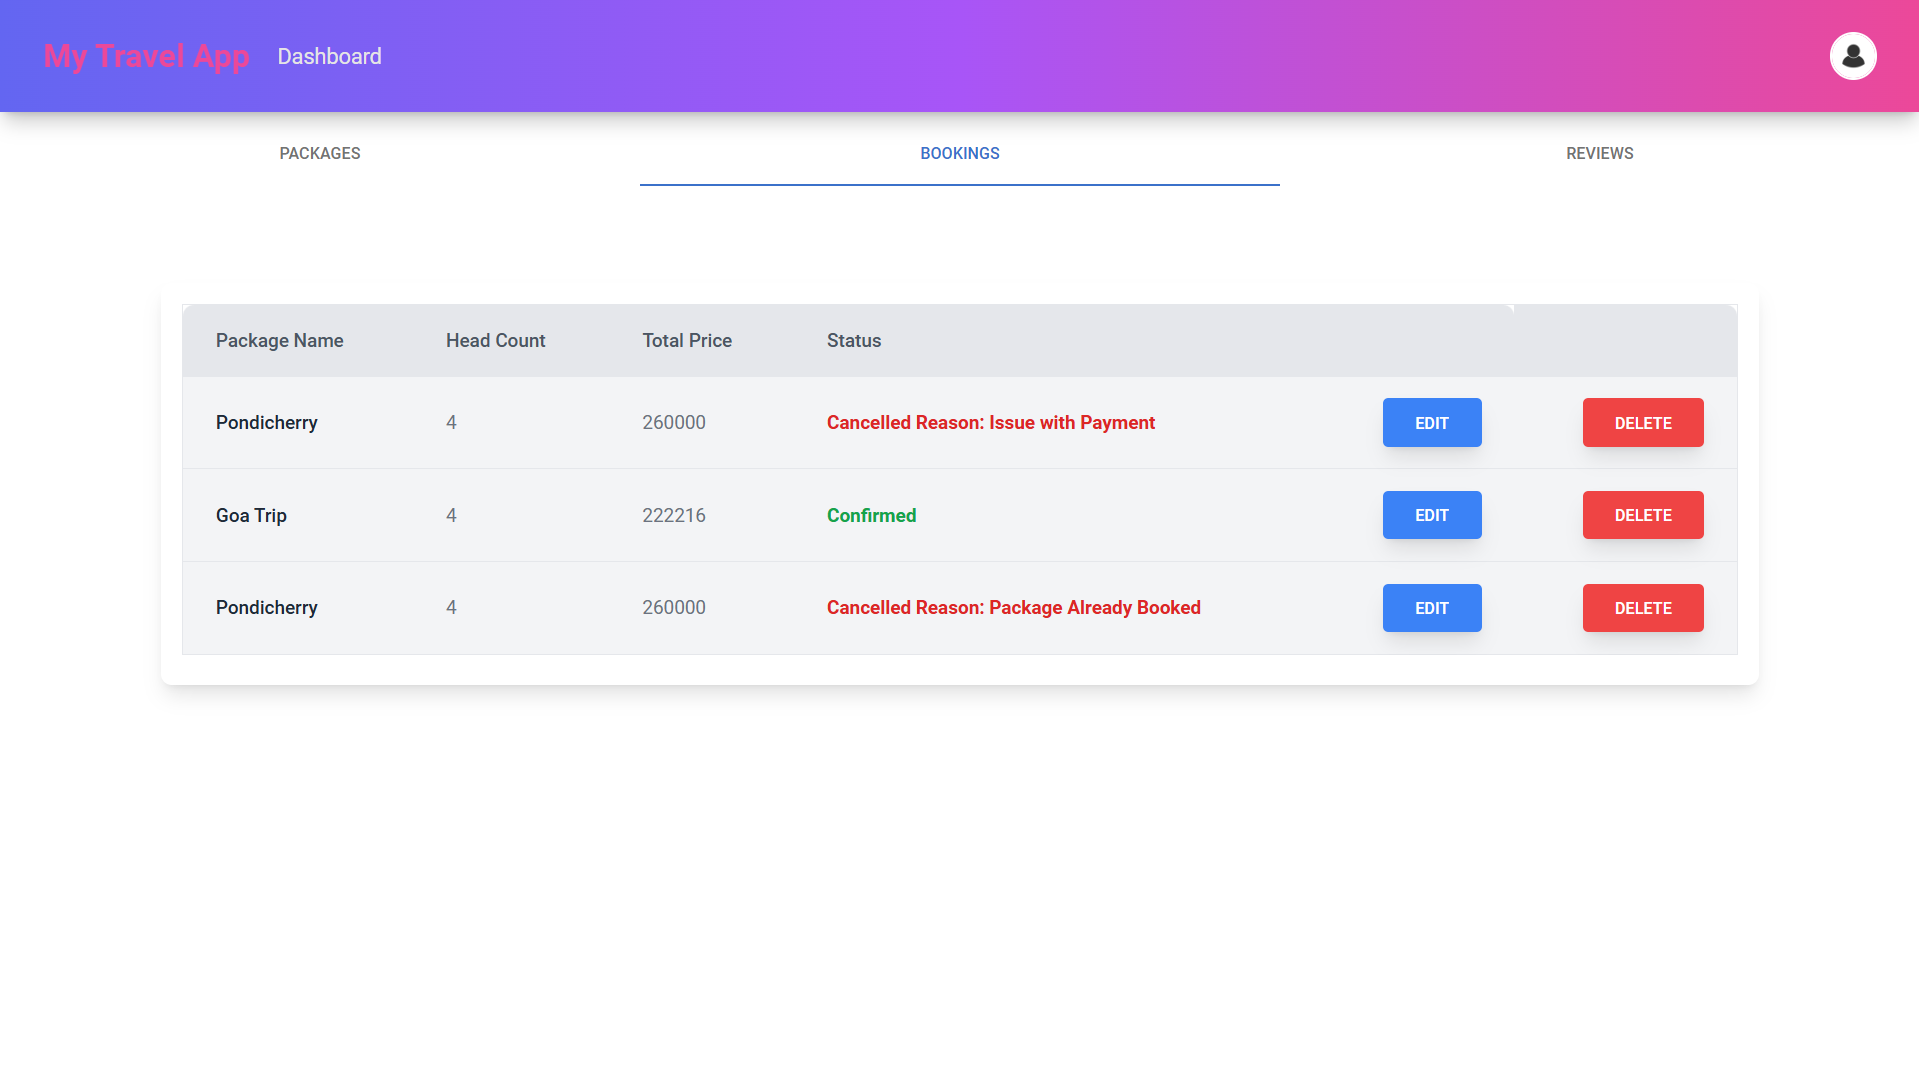 My Travel App Dashboard
PACKAGES BOOKINGS REVIEWS
Package Name Head Count Total Price Status
Pondicherry 4 260000 Cancelled Reason: Issue with Payment EDIT DELETE
Goa Trip 4 222216 Confirmed EDIT DELETE
Pondicherry 4 260000 Cancelled Reason: Package Already Booked EDIT DELETE